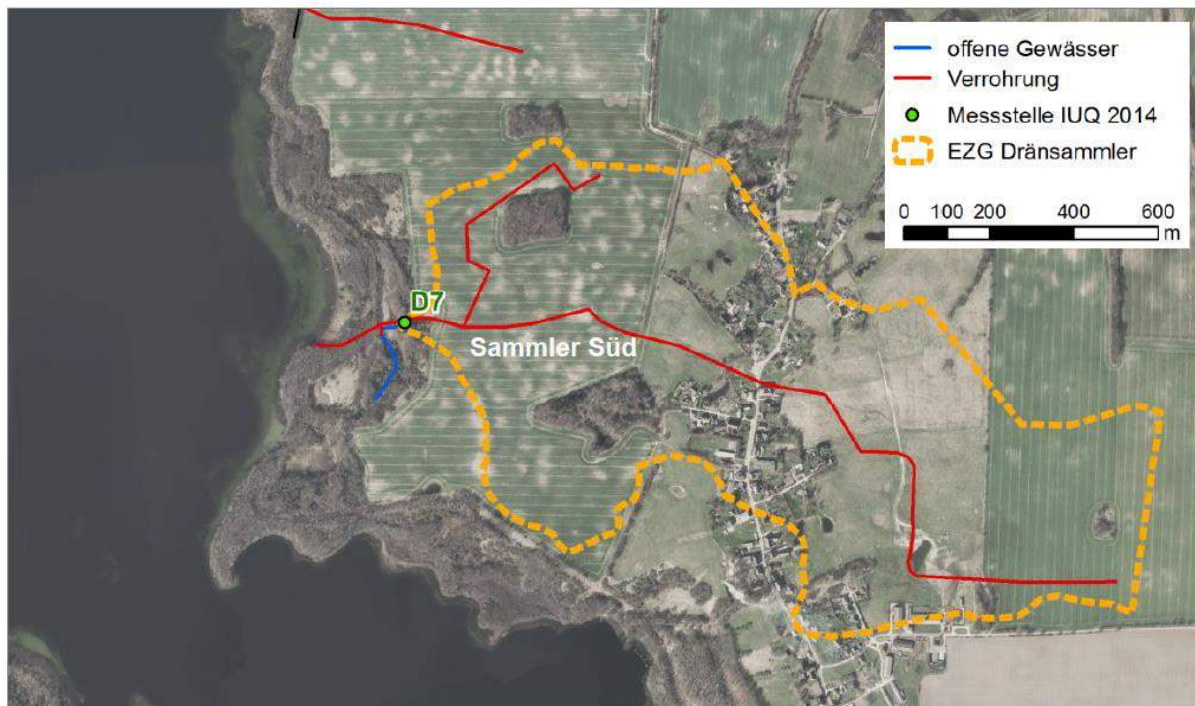 offene Gewässer
Verrohrung
Messstelle IUQ 2014
EZG Dränsammler
0 100 200 400 600
m
D7
Sammler Süd